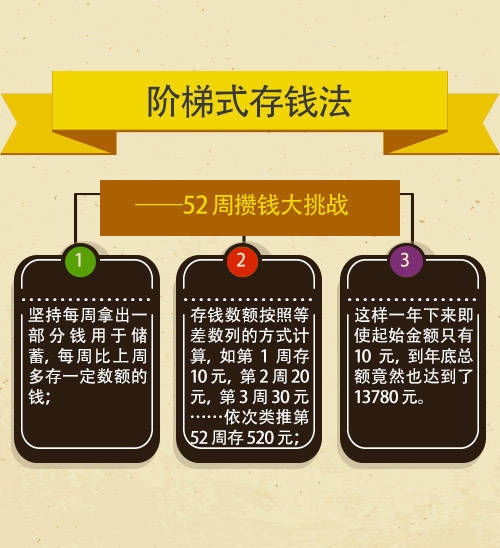 阶梯式存钱法
——52周攒钱大挑战
1
坚持每周拿出一
部分钱用于储
蓄，每周比上周
多存一定数额的
钱；
2
存钱数额按照等
差数列的方式计
算，如第1周存
10元，第2周20
元，第3周30元
……依次类推第
52周存520元；
3
这样一年下来即
使起始金额只有
10元，到年底总
额竟然也达到了
13780元。